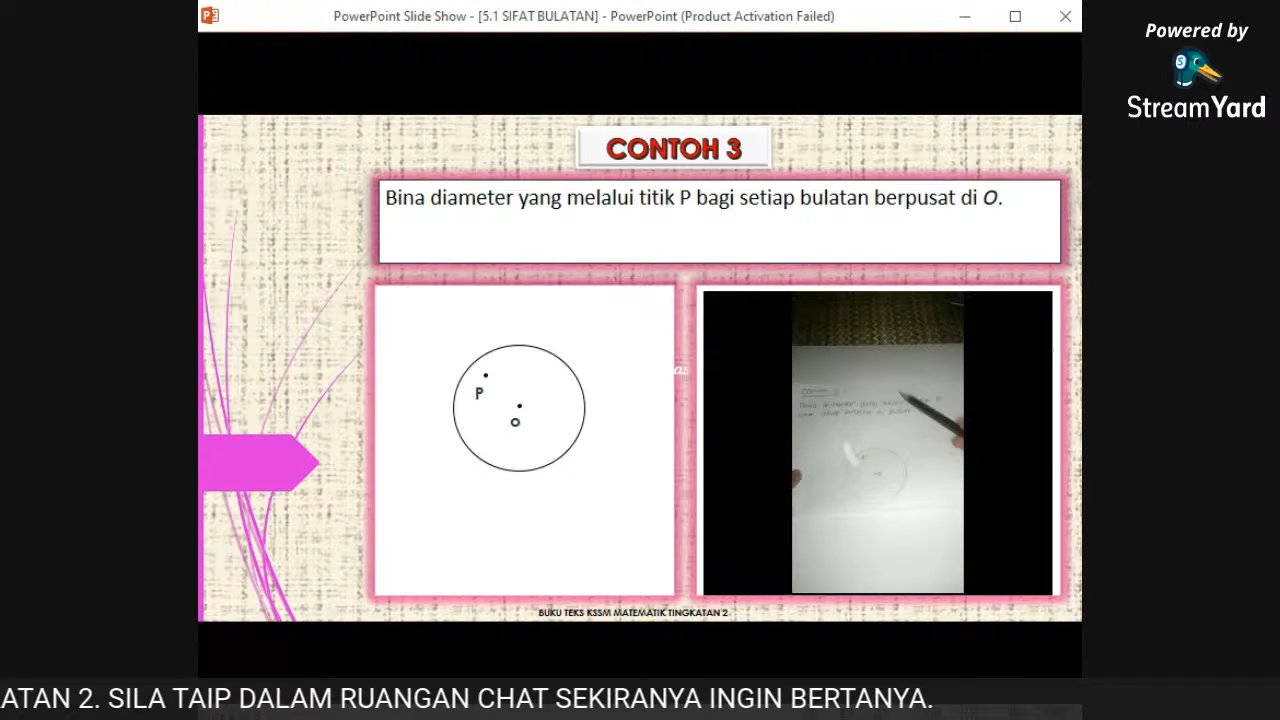 PowerPoint Slide Show - [5.1 SIFAT BULATAN] - PowerPoint (Product Activation Failed)
Powered by
StreamYard
CONTOH 3
Bina diameter yang melalui titik P bagi setiap bulatan berpusat di O.
P
O
BUKU TEKS KSSM MATEMATIK TINGKATAN 2
ATAN 2. SILA TAIP DALAM RUANGAN CHAT SEKIRANYA INGIN BERTANYA.